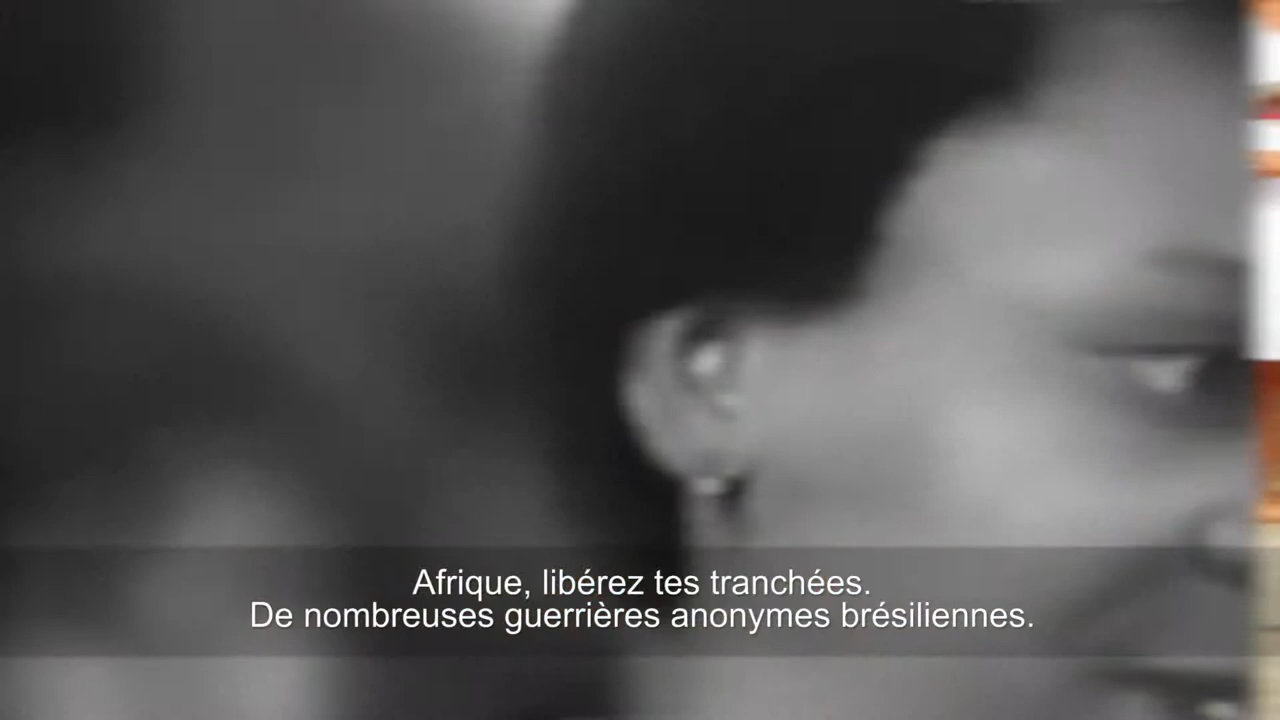 Afrique, libérez tes tranchées.
De nombreuses guerrières anonymes brésiliennes.